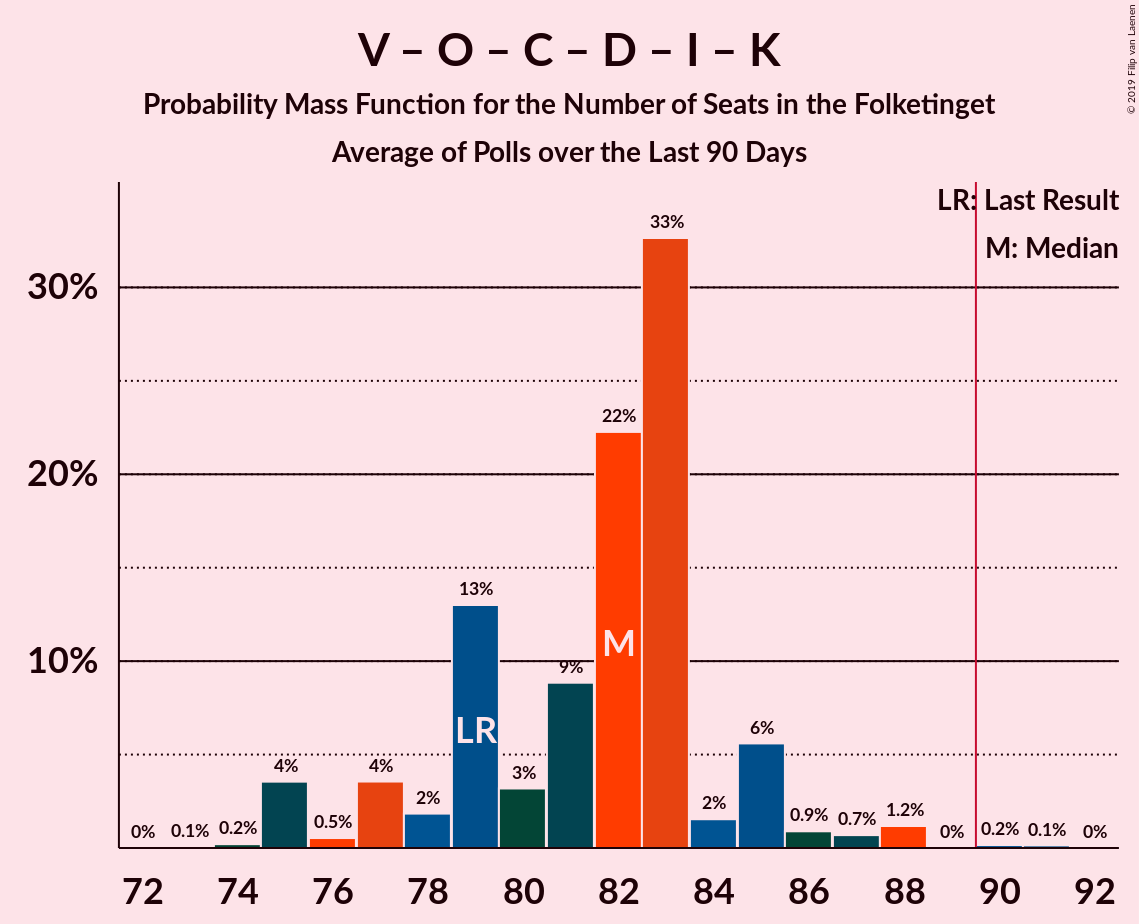 V – O – C – D – I – K
Probability Mass Function for the Number of Seats in the Folketinget
Average of Polls over the Last 90 Days
© 2019 Filip van Laenen
LR: Last Result
M: Median
30%
20%
10%
0%
0.1%
0.2%
4%
0.5%
4%
2%
13%
3%
9%
22%
33%
2%
6%
0.9%
0.7%
1.2%
0%
0.2%
0.1%
0%
LR
M
72 74 76 78 80 82 84 86 88 90 92